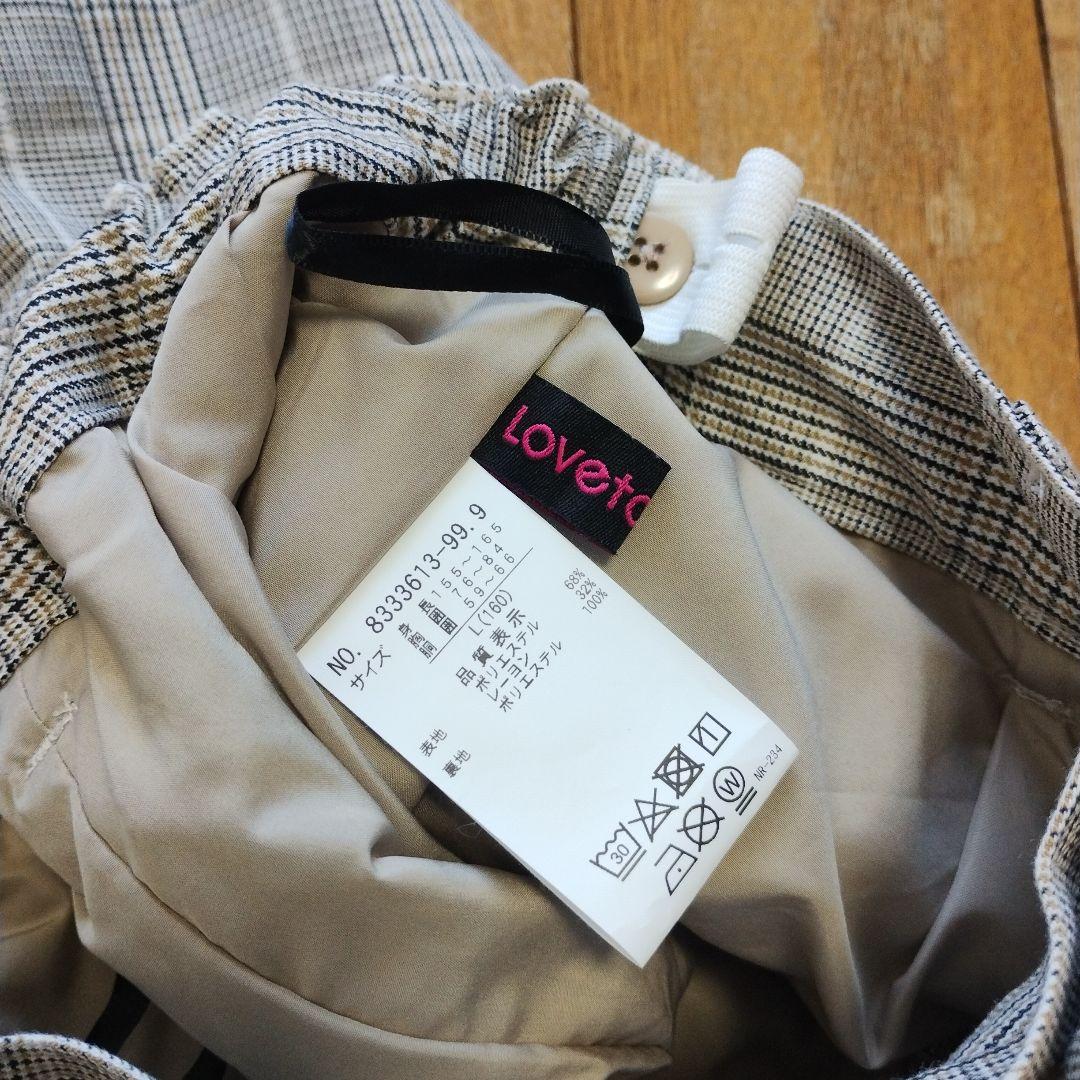 Loveto
NO. 8333613-99.9
サイズ
身長 155～165
胸囲 76～84
胴囲 59～66
L(160)
品質表示
表地 ポリエステル 68%
レーヨン 32%
裏地 ポリエステル 100%
30
W
NR-234